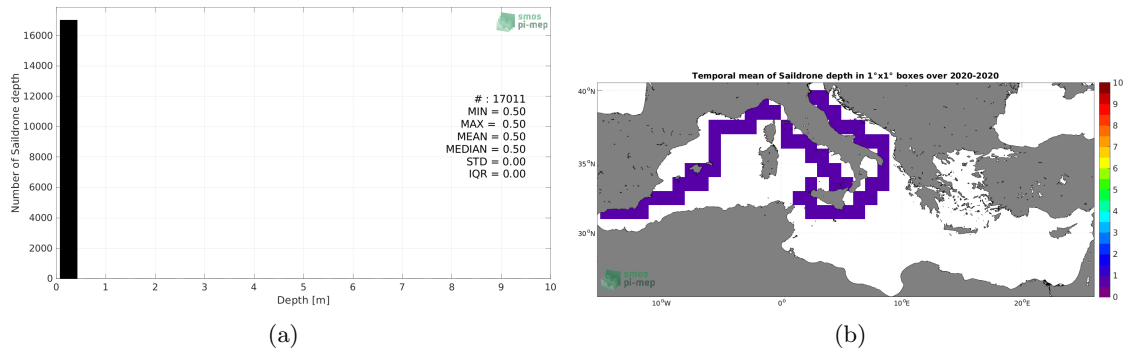 smos
pi-mep
Number of Saildrone depth
16000
14000
12000
10000
8000
6000
4000
2000
0
# : 17011
MIN = 0.50
MAX = 0.50
MEAN = 0.50
MEDIAN = 0.50
STD = 0.00
IQR = 0.00
0 1 2 3 4 5 6 7 8 9 10
Depth [m]
(a)
Temporal mean of Saildrone depth in 1°x1° boxes over 2020-2020
40°N
35°N
30°N
10°W 0° 10°E 20°E
smos
pi-mep
10
9
8
7
6
5
4
3
2
1
0
(b)